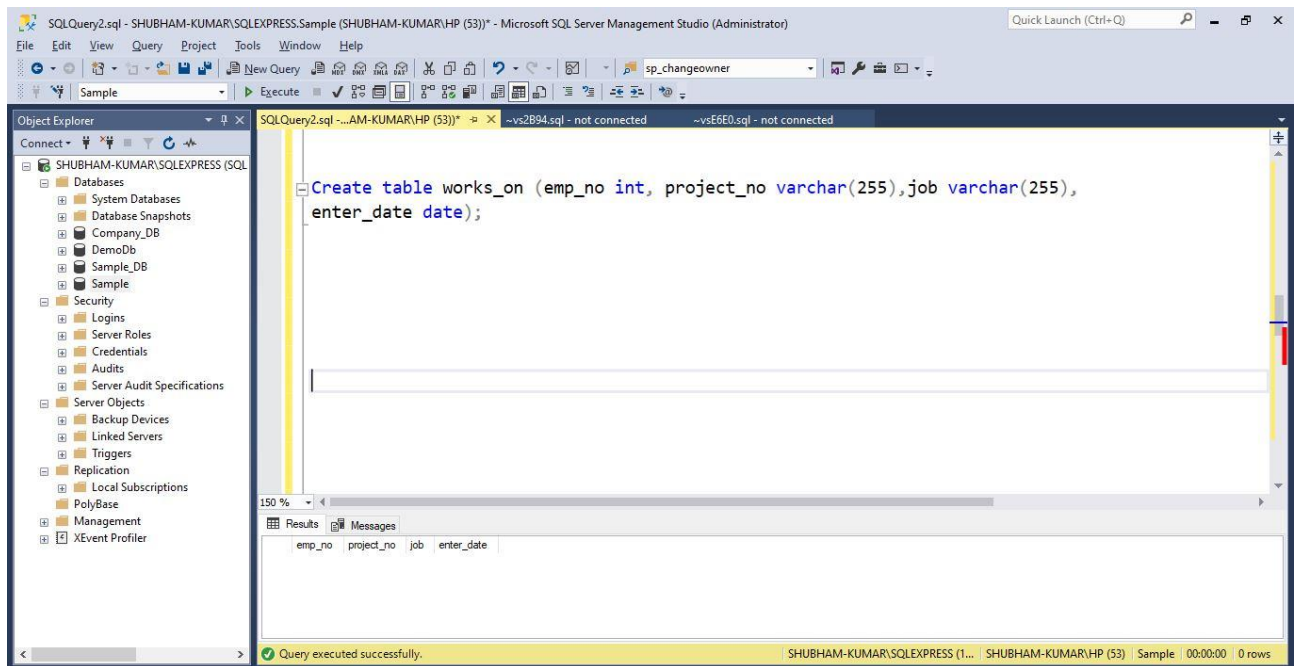 SQLQuery2.sql - SHUBHAM-KUMAR\SQLEXPRESS.Sample (SHUBHAM-KUMAR\HP (53))* - Microsoft SQL Server Management Studio (Administrator)
Quick Launch (Ctrl+Q)
File Edit View Query Project Tools Window Help
New Query MDX DMX XMLA DAX sp_changeowner
Sample Execute
Object Explorer
SQLQuery2.sql -...AM-KUMAR\HP (53))* ~vs2B94.sql - not connected ~vsE6E0.sql - not connected
Connect
SHUBHAM-KUMAR\SQLEXPRESS (SQL
Databases
System Databases
Database Snapshots
Company_DB
DemoDb
Sample_DB
Sample
Security
Logins
Server Roles
Credentials
Audits
Server Audit Specifications
Server Objects
Backup Devices
Linked Servers
Triggers
Replication
Local Subscriptions
PolyBase
Management
XEvent Profiler
Create table works_on (emp_no int, project_no varchar(255),job varchar(255),
enter_date date);
150 %
Results Messages
emp_no project_no job enter_date
Query executed successfully.
SHUBHAM-KUMAR\SQLEXPRESS (1... SHUBHAM-KUMAR\HP (53) Sample 00:00:00 0 rows